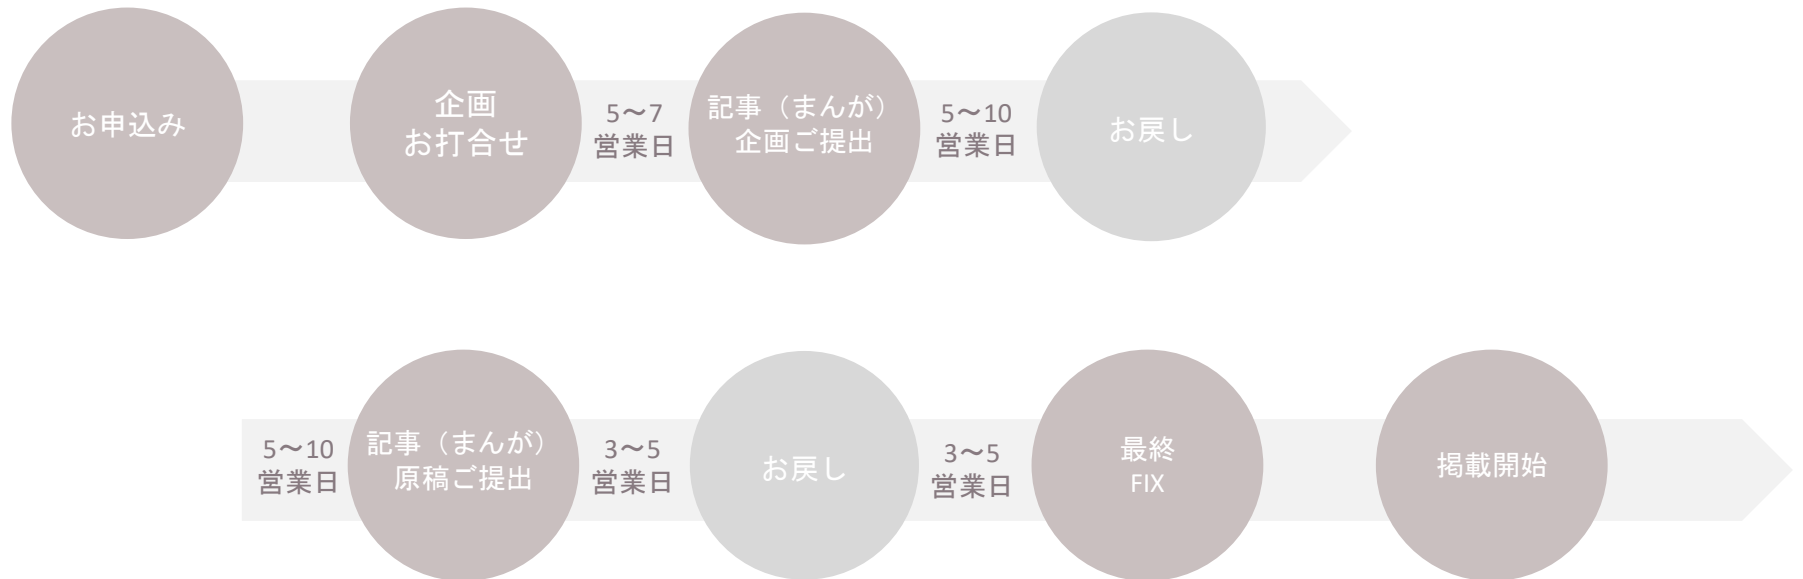 お申込み
企画
お打合せ
5～7
営業日
記事（まんが）
企画ご提出
5～10
営業日
お戻し
5～10
営業日
記事（まんが）
原稿ご提出
3～5
営業日
お戻し
3～5
営業日
最終
FIX
掲載開始